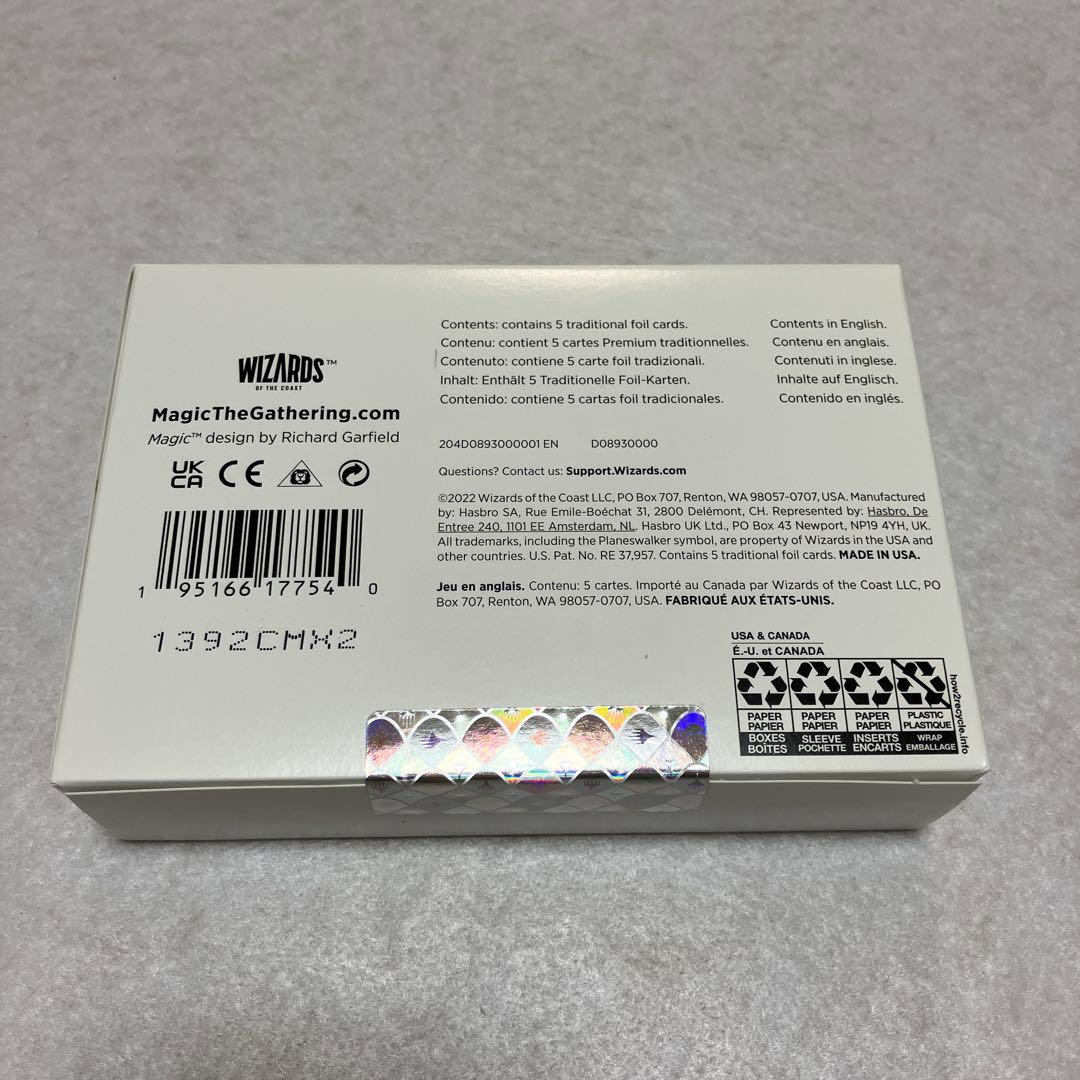 WIZARDS™
OF THE COAST
MagicTheGathering.com
Magic™ design by Richard Garfield
UK
CA CE
1 95166 17754 0
1392CMX2
Contents: contains 5 traditional foil cards.
Contenu: contient 5 cartes Premium traditionnelles.
Contenuto: contiene 5 carte foil tradizionali.
Inhalt: Enthält 5 Traditionelle Foil-Karten.
Contenido: contiene 5 cartas foil tradicionales.
Contents in English.
Contenu en anglais.
Contenuti in inglese.
Inhalte auf Englisch.
Contenido en inglés.
204D0893000001 EN D08930000
Questions? Contact us: Support.Wizards.com
©2022 Wizards of the Coast LLC, PO Box 707, Renton, WA 98057-0707, USA. Manufactured
by: Hasbro SA, Rue Emile-Boéchat 31, 2800 Delémont, CH. Represented by: Hasbro, De
Entree 240, 1101 EE Amsterdam, NL. Hasbro UK Ltd., PO Box 43 Newport, NP19 4YH, UK.
All trademarks, including the Planeswalker symbol, are property of Wizards in the USA and
other countries. U.S. Pat. No. RE 37,957. Contains 5 traditional foil cards. MADE IN USA.
Jeu en anglais. Contenu: 5 cartes. Importé au Canada par Wizards of the Coast LLC, PO
Box 707, Renton, WA 98057-0707, USA. FABRIQUÉ AUX ÉTATS-UNIS.
USA & CANADA
É.-U. et CANADA
PAPER PAPER PAPER PLASTIC
PAPIER PAPIER PAPIER PLASTIQUE
BOXES SLEEVE INSERTS WRAP
BOÎTES POCHETTE ENCARTS EMBALLAGE
how2recycle.info